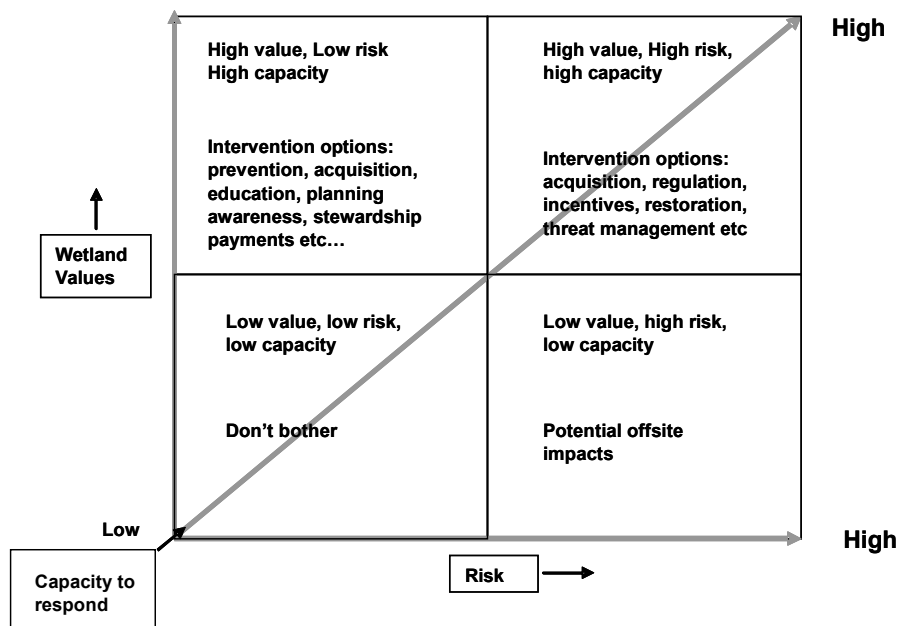 High
High value, Low risk
High capacity
Intervention options:
prevention, acquisition,
education, planning
awareness, stewardship
payments etc…
High value, High risk,
high capacity
Intervention options:
acquisition, regulation,
incentives, restoration,
threat management etc
Wetland
Values
Low value, low risk,
low capacity
Don’t bother
Low value, high risk,
low capacity
Potential offsite
impacts
Low
High
Capacity to
respond
Risk